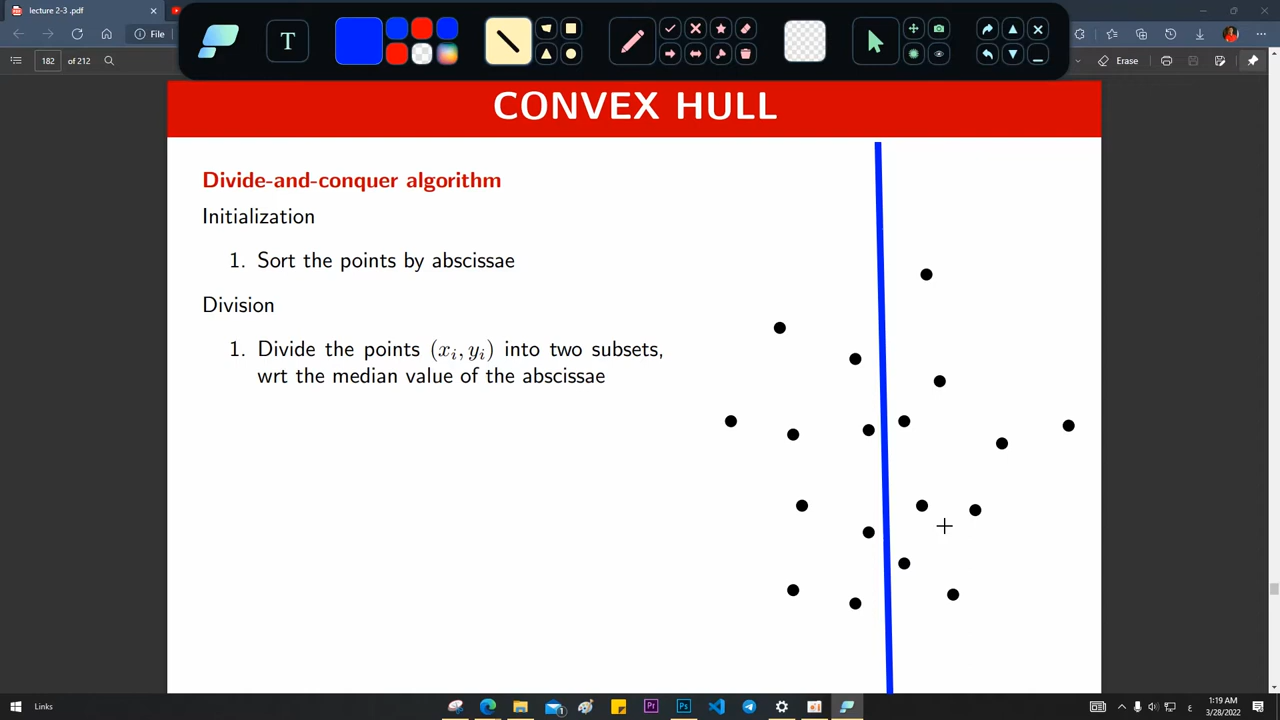 lecture 2-3 .pdf
File
T
182 of 212
Erase
CONVEX HULL
Divide-and-conquer algorithm
Initialization
1. Sort the points by abscissae
Division
1. Divide the points (xᵢ, yᵢ) into two subsets,
wrt the median value of the abscissae
Links
1:19 AM
3/28/2022